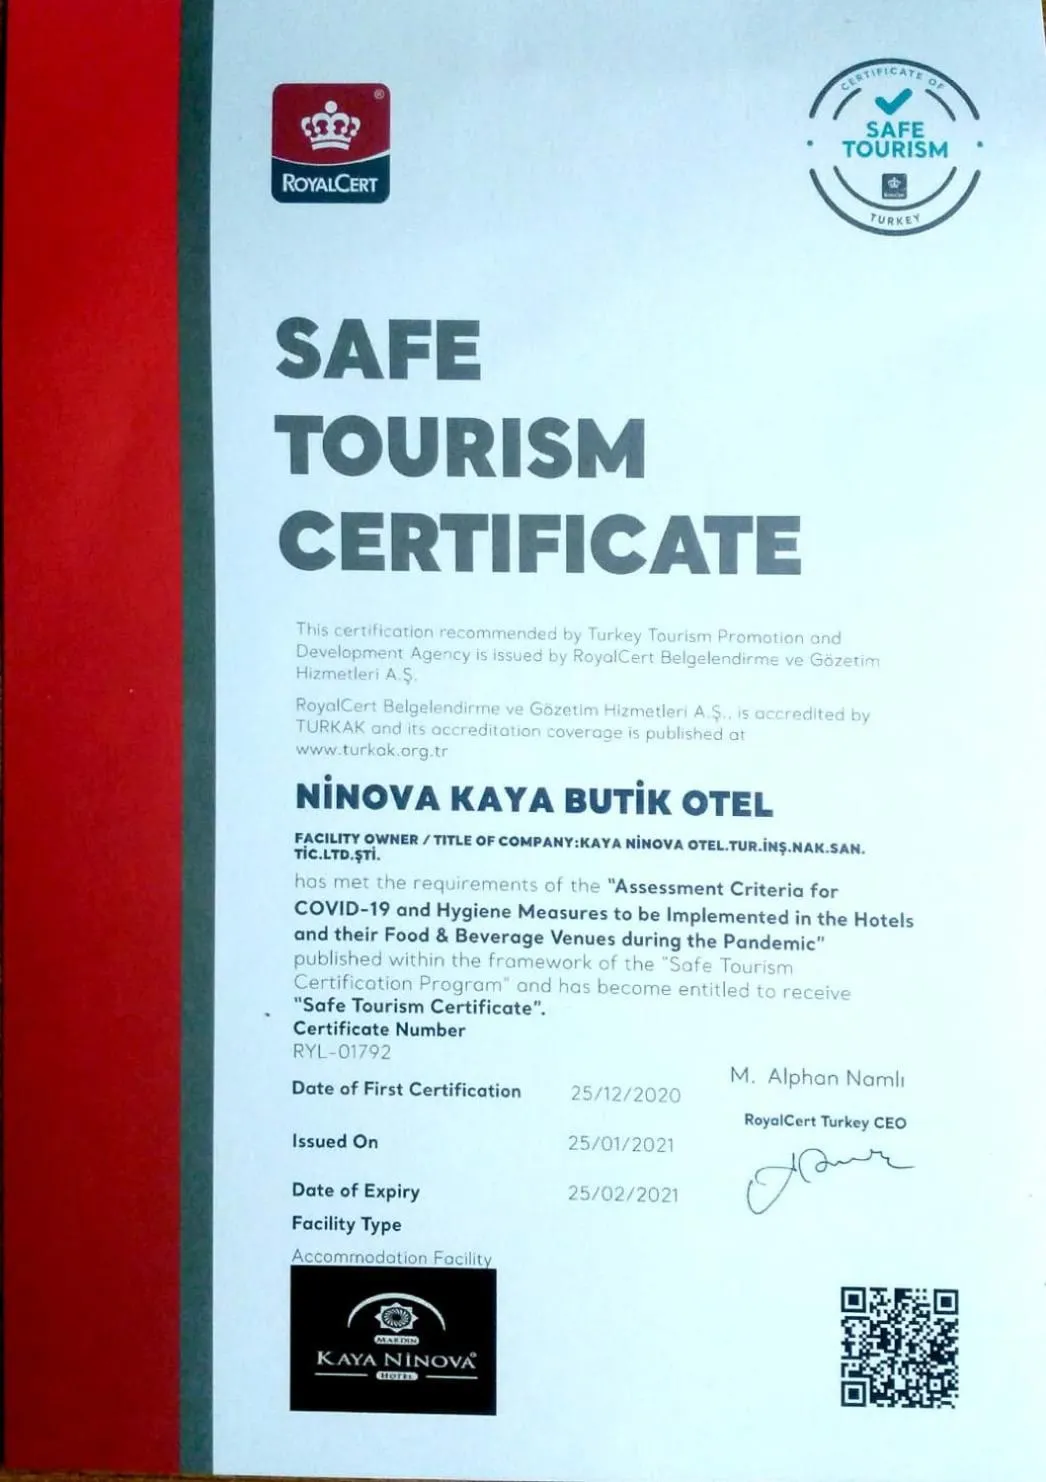 ®
ROYALCERT
CERTIFICATE OF
SAFE
TOURISM
TURKEY
SAFE
TOURISM
CERTIFICATE
This certification recommended by Turkey Tourism Promotion and
Development Agency is issued by RoyalCert Belgelendirme ve Gözetim
Hizmetleri A.Ş.
RoyalCert Belgelendirme ve Gözetim Hizmetleri A.Ş., is accredited by
TURKAK and its accreditation coverage is published at
www.turkak.org.tr
NİNOVA KAYA BUTİK OTEL
FACILITY OWNER / TITLE OF COMPANY:KAYA NİNOVA OTEL.TUR.İNŞ.NAK.SAN.
TİC.LTD.ŞTİ.
has met the requirements of the "Assessment Criteria for
COVID-19 and Hygiene Measures to be Implemented in the Hotels
and their Food & Beverage Venues during the Pandemic"
published within the framework of the "Safe Tourism
Certification Program" and has become entitled to receive
"Safe Tourism Certificate".
Certificate Number
RYL-01792
M. Alphan Namlı
Date of First Certification 25/12/2020
RoyalCert Turkey CEO
Issued On 25/01/2021
Date of Expiry 25/02/2021
Facility Type
Accommodation Facility
MARDIN
KAYA NİNOVA
HOTEL